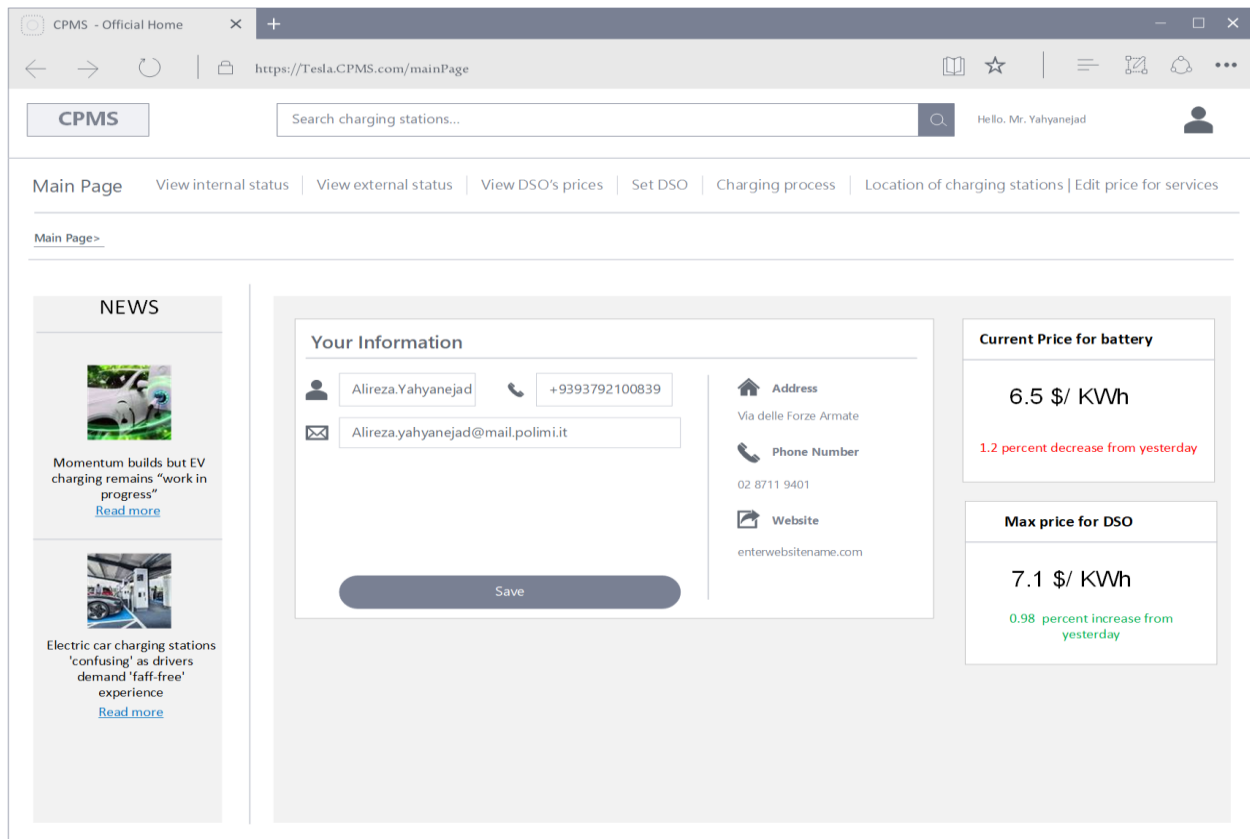 CPMS - Official Home
https://Tesla.CPMS.com/mainPage
CPMS
Search charging stations...
Hello. Mr. Yahyanejad
Main Page
View internal status
View external status
View DSO's prices
Set DSO
Charging process
Location of charging stations | Edit price for services
Main Page>
NEWS
Momentum builds but EV
charging remains “work in
progress”
Read more
Electric car charging stations
'confusing' as drivers
demand 'faff-free'
experience
Read more
Your Information
Alireza.Yahyanejad
+9393792100839
Alireza.yahyanejad@mail.polimi.it
Save
Address
Via delle Forze Armate
Phone Number
02 8711 9401
Website
enterwebsitename.com
Current Price for battery
6.5 $/ KWh
1.2 percent decrease from yesterday
Max price for DSO
7.1 $/ KWh
0.98 percent increase from
yesterday